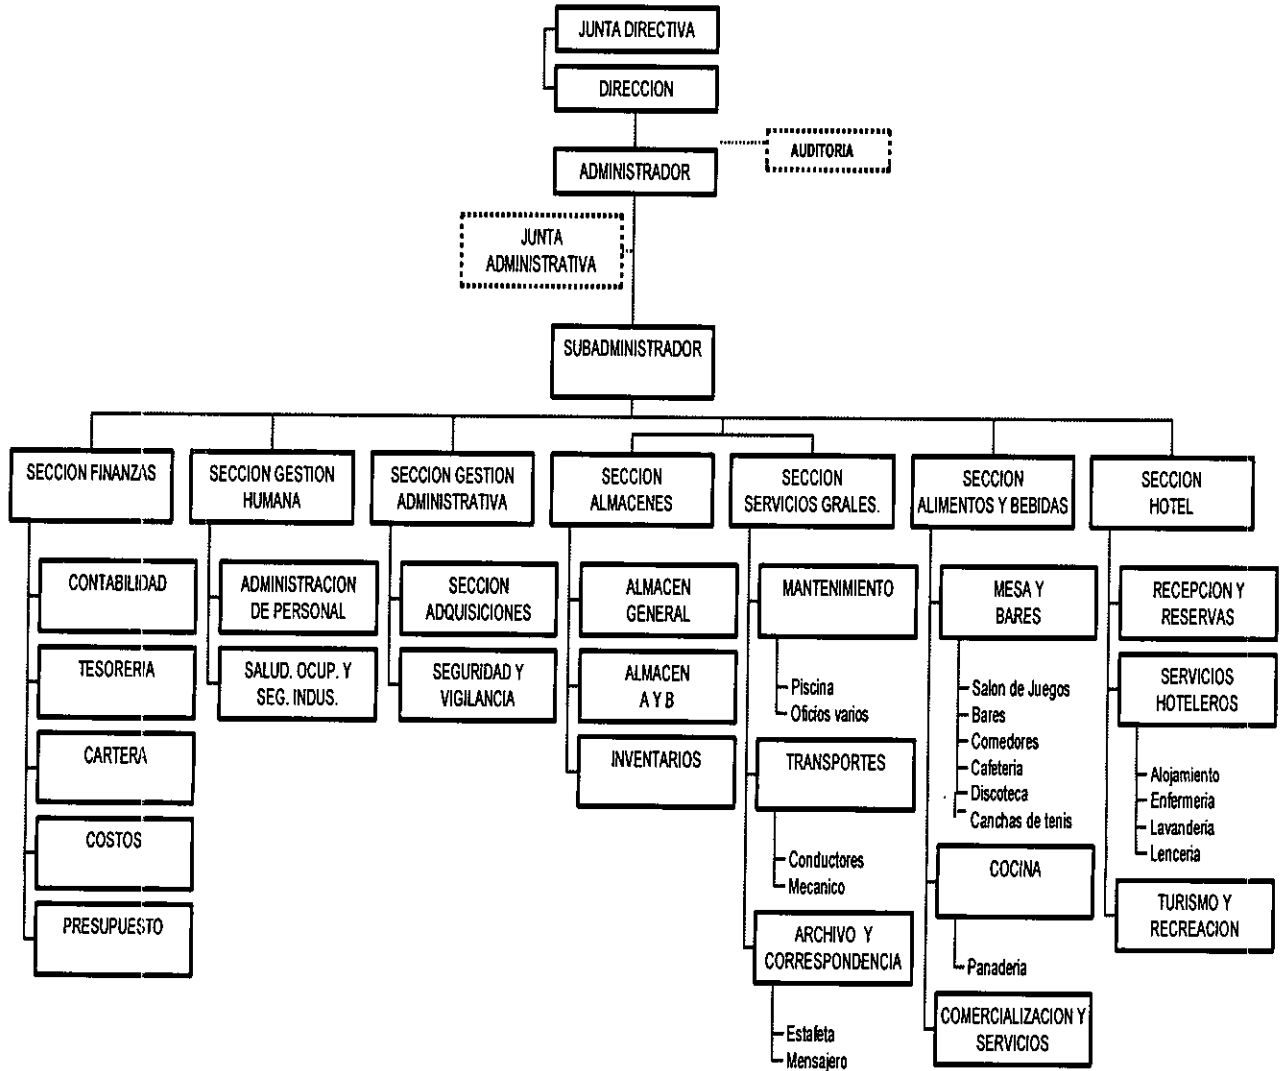 JUNTA DIRECTIVA
DIRECCION
AUDITORIA
ADMINISTRADOR
JUNTA
ADMINISTRATIVA
SUBADMINISTRADOR
SECCION FINANZAS
SECCION GESTION
HUMANA
SECCION GESTION
ADMINISTRATIVA
SECCION
ALMACENES
SECCION
SERVICIOS GRALES.
SECCION
ALIMENTOS Y BEBIDAS
SECCION
HOTEL
CONTABILIDAD
TESORERIA
CARTERA
COSTOS
PRESUPUESTO
ADMINISTRACION
DE PERSONAL
SALUD. OCUP. Y
SEG. INDUS.
SECCION
ADQUISICIONES
SEGURIDAD Y
VIGILANCIA
ALMACEN
GENERAL
ALMACEN
A Y B
INVENTARIOS
MANTENIMIENTO
Piscina
Oficios varios
TRANSPORTES
Conductores
Mecanico
ARCHIVO Y
CORRESPONDENCIA
Estafeta
Mensajero
MESA Y
BARES
Salon de Juegos
Bares
Comedores
Cafeteria
Discoteca
Canchas de tenis
COCINA
Panaderia
COMERCIALIZACION Y
SERVICIOS
RECEPCION Y
RESERVAS
SERVICIOS
HOTELEROS
Alojamiento
Enfermeria
Lavanderia
Lenceria
TURISMO Y
RECREACION